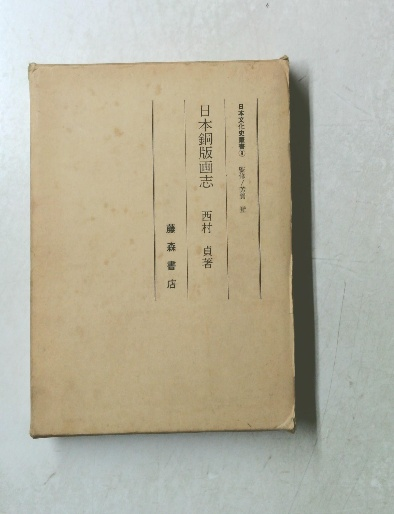 日本文化史叢書
日本銅版画志 西村 貞著
藤森書店